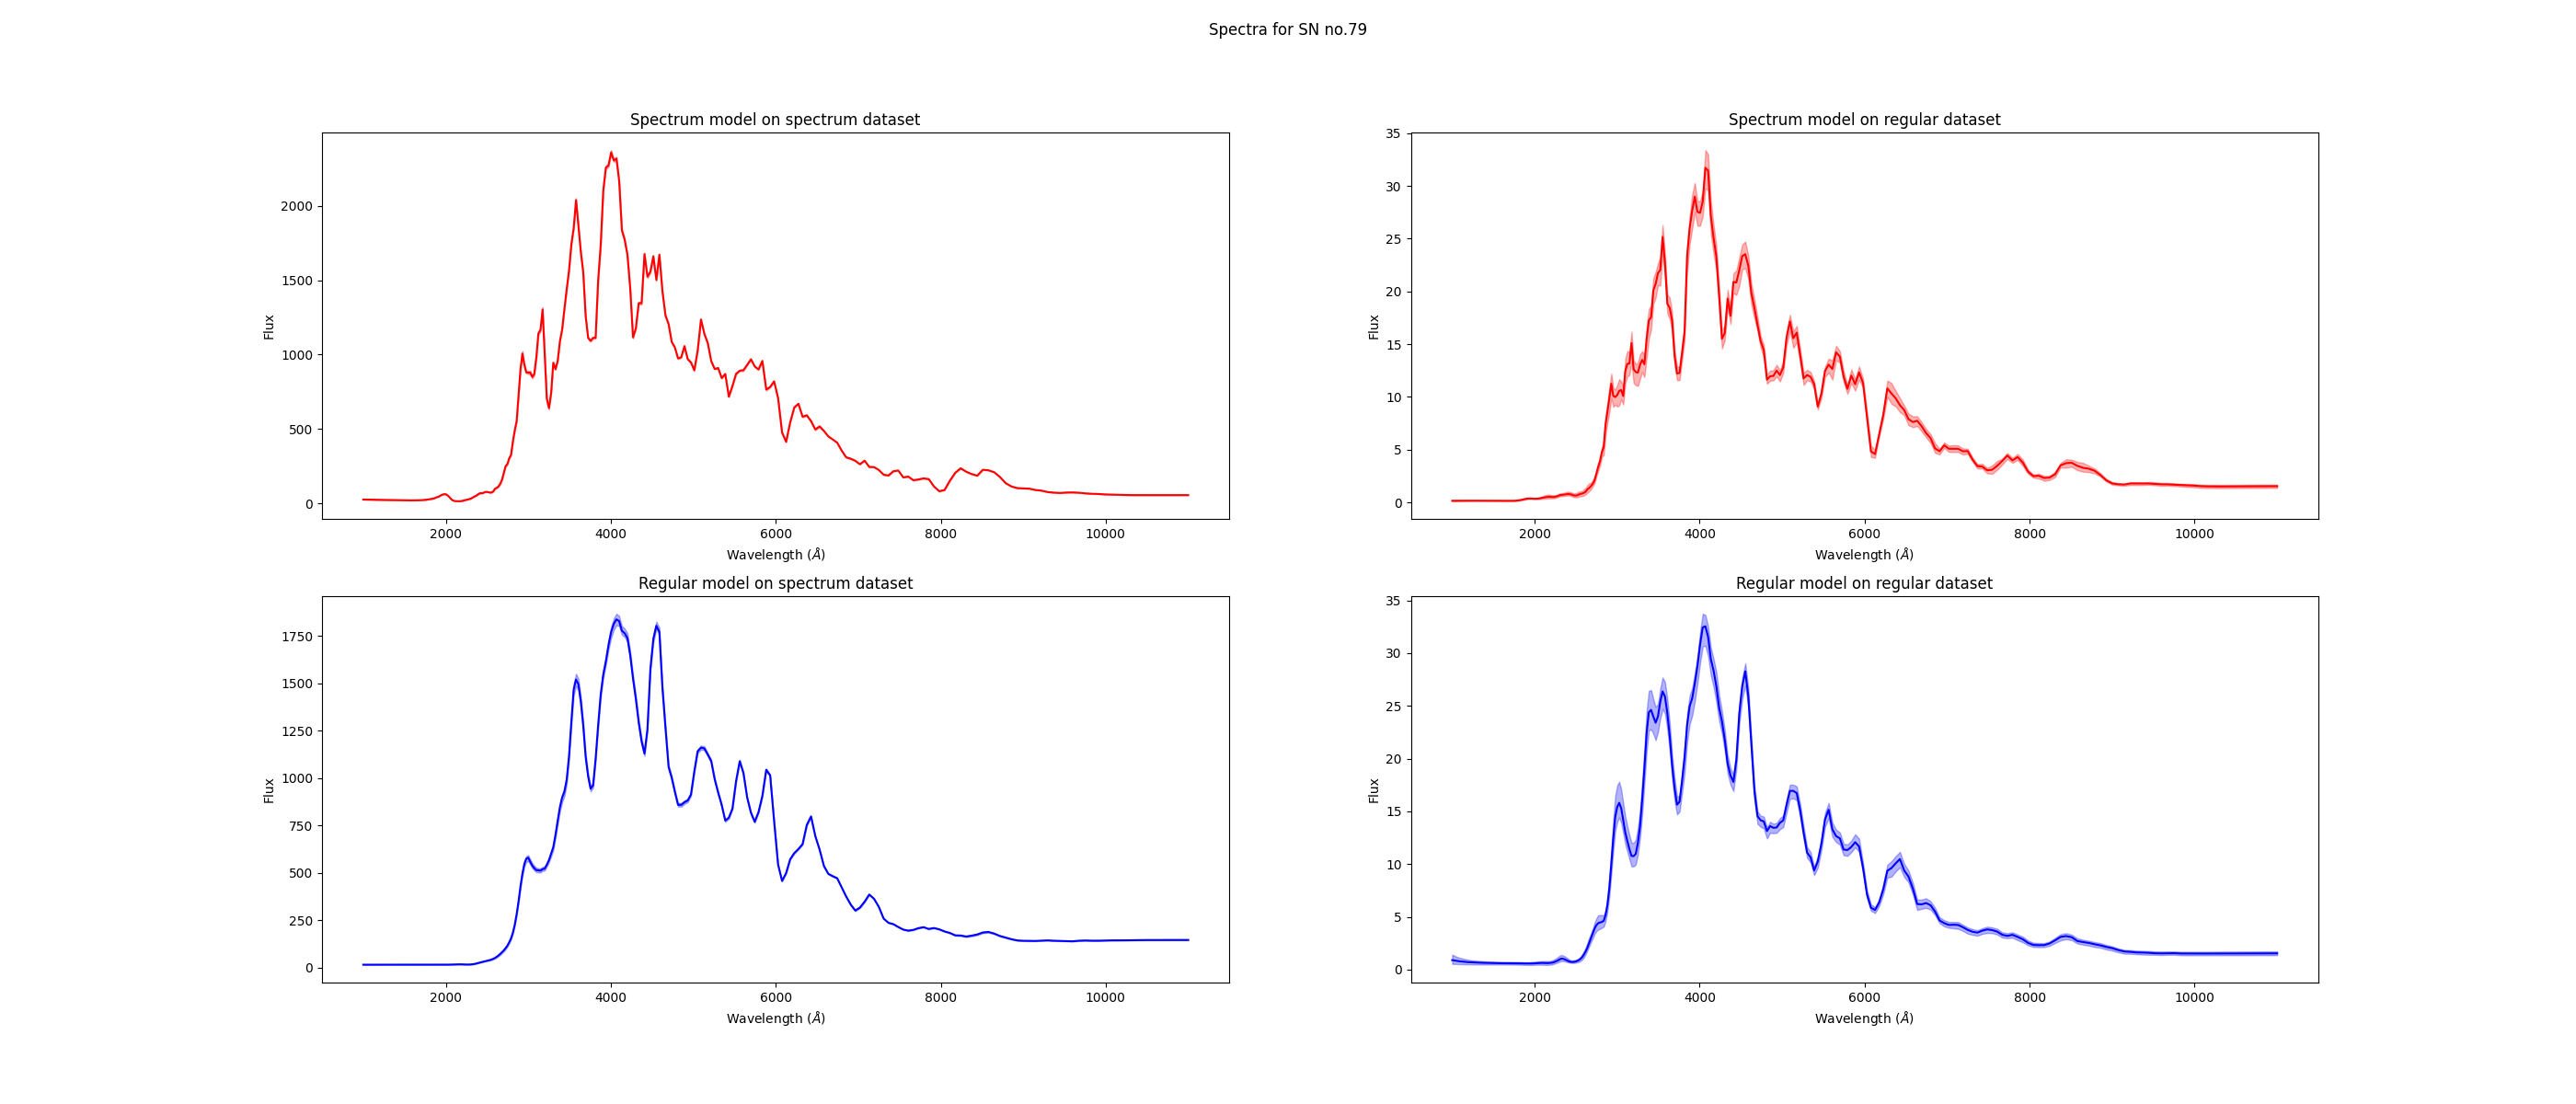 Spectra for SN no.79
Spectrum model on spectrum dataset
2000
1500
1000
500
0
Flux
2000 4000 6000 8000 10000
Wavelength (Å)
Spectrum model on regular dataset
35
30
25
20
15
10
5
0
Flux
2000 4000 6000 8000 10000
Wavelength (Å)
Regular model on spectrum dataset
1750
1500
1250
1000
750
500
250
0
Flux
2000 4000 6000 8000 10000
Wavelength (Å)
Regular model on regular dataset
35
30
25
20
15
10
5
0
Flux
2000 4000 6000 8000 10000
Wavelength (Å)